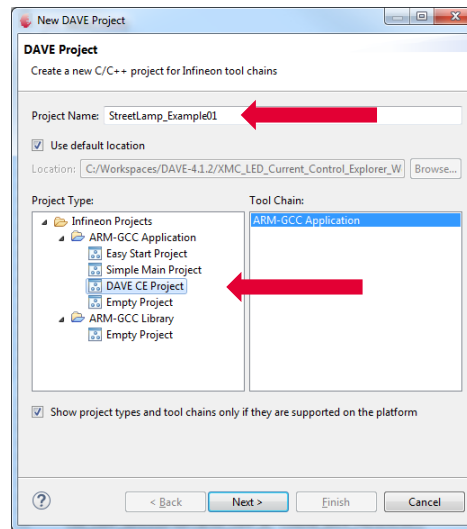 New DAVE Project
DAVE Project
Create a new C/C++ project for Infineon tool chains
Project Name: StreetLamp_Example01
Use default location
Location: C:/Workspaces/DAVE-4.1.2/XMC_LED_Current_Control_Explorer_W Browse...
Project Type: Tool Chain:
Infineon Projects ARM-GCC Application
ARM-GCC Application
Easy Start Project
Simple Main Project
DAVE CE Project
Empty Project
ARM-GCC Library
Empty Project
Show project types and tool chains only if they are supported on the platform
? < Back Next > Finish Cancel